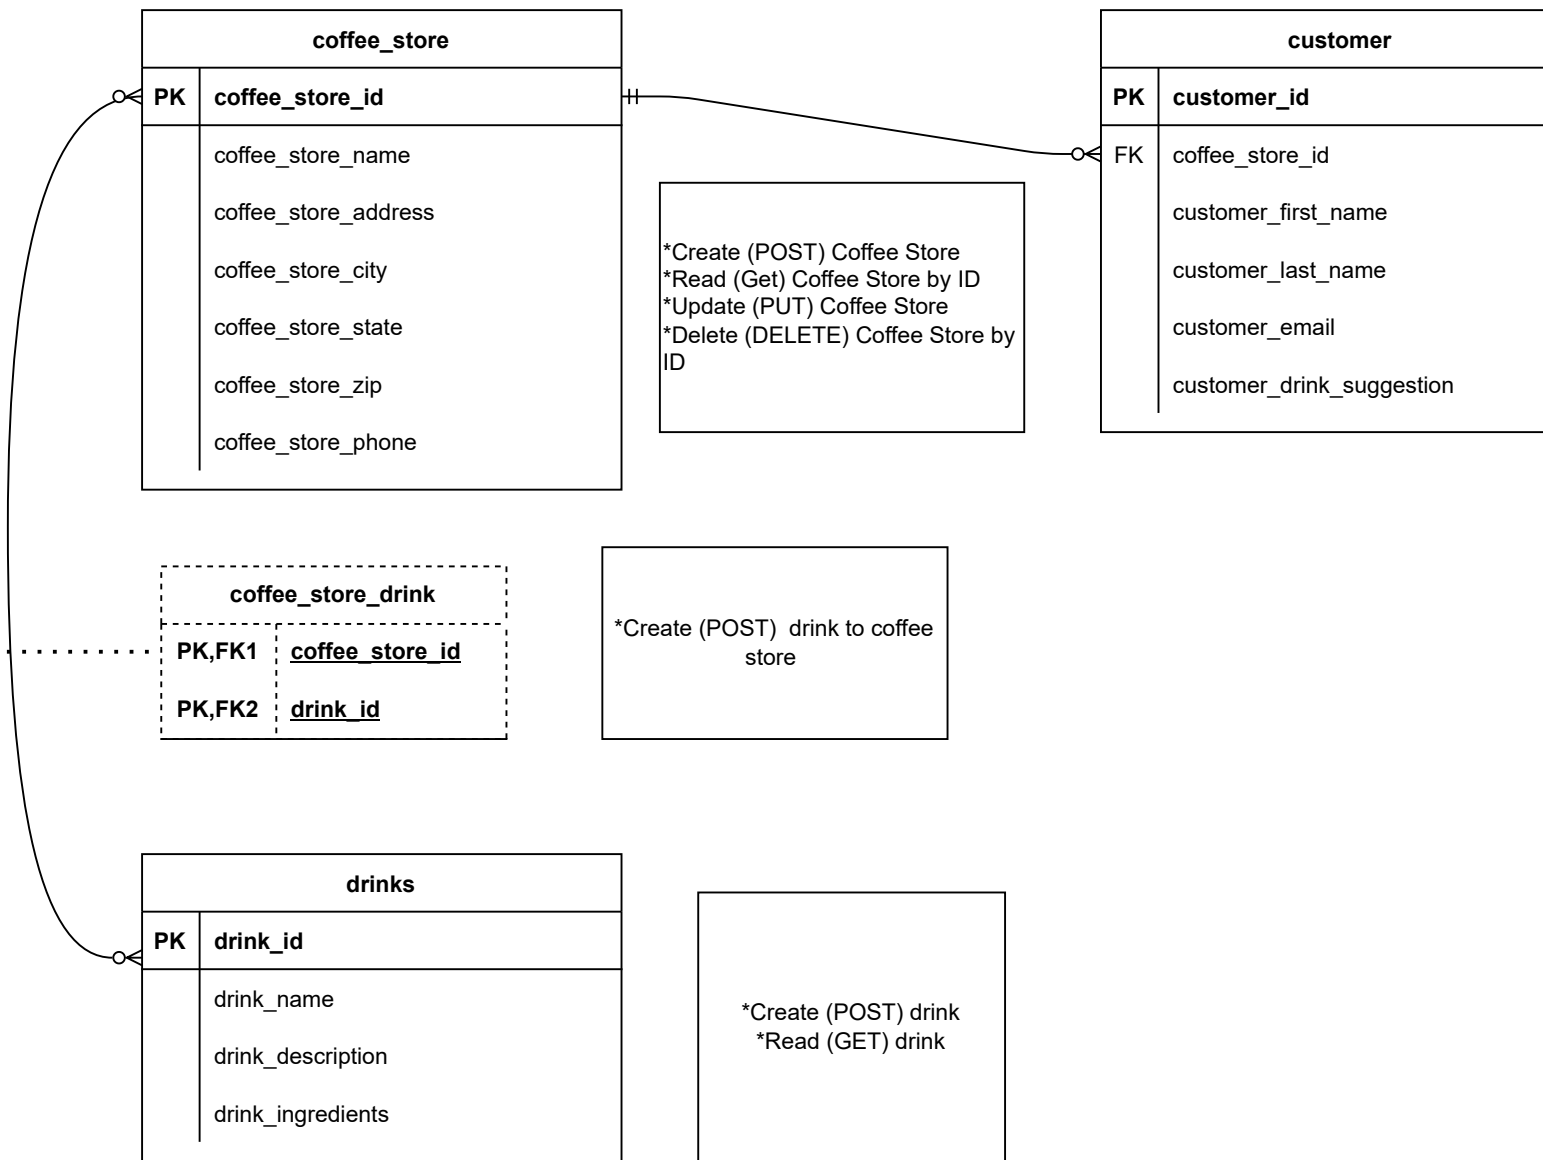 coffee_store
PK coffee_store_id
coffee_store_name
coffee_store_address
coffee_store_city
coffee_store_state
coffee_store_zip
coffee_store_phone
*Create (POST) Coffee Store
*Read (Get) Coffee Store by ID
*Update (PUT) Coffee Store
*Delete (DELETE) Coffee Store by
ID
customer
PK customer_id
FK coffee_store_id
customer_first_name
customer_last_name
customer_email
customer_drink_suggestion
coffee_store_drink
PK,FK1 coffee_store_id
PK,FK2 drink_id
*Create (POST) drink to coffee
store
drinks
PK drink_id
drink_name
drink_description
drink_ingredients
*Create (POST) drink
*Read (GET) drink